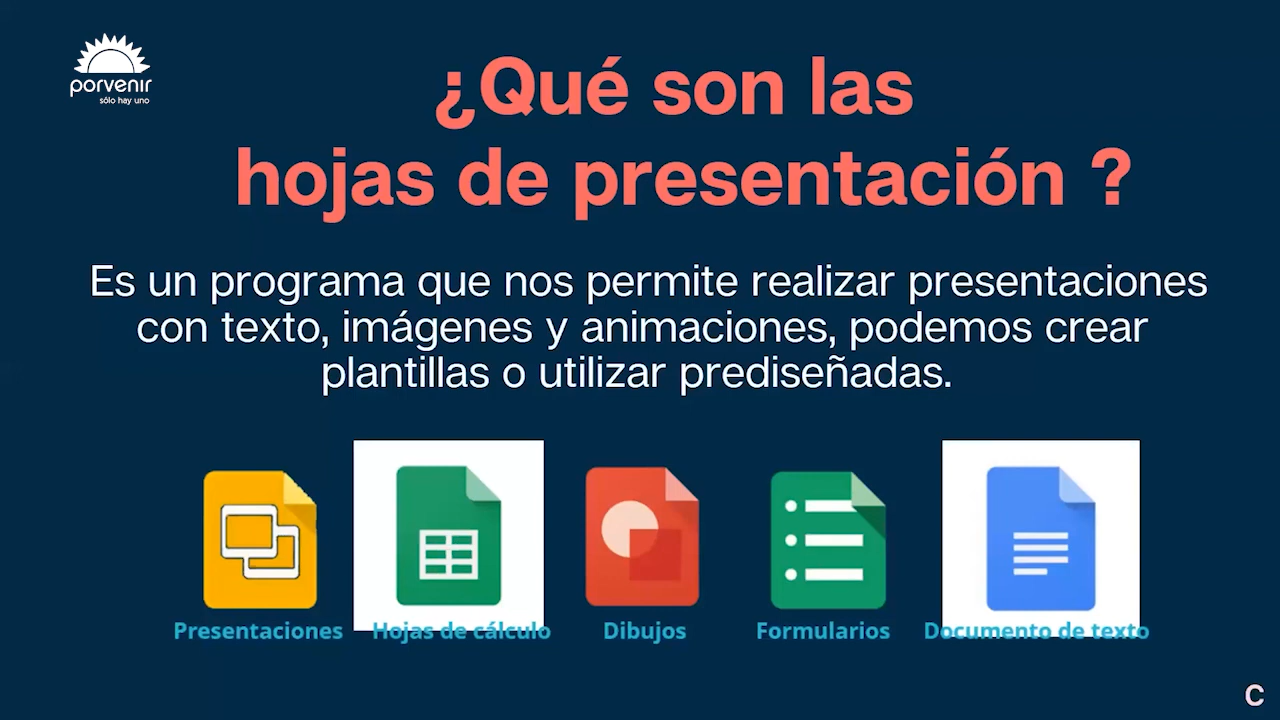 porvenir
sólo hay uno
¿Qué son las
hojas de presentación ?
Es un programa que nos permite realizar presentaciones
con texto, imágenes y animaciones, podemos crear
plantillas o utilizar prediseñadas.
Presentaciones Hojas de cálculo Dibujos Formularios Documento de texto
C